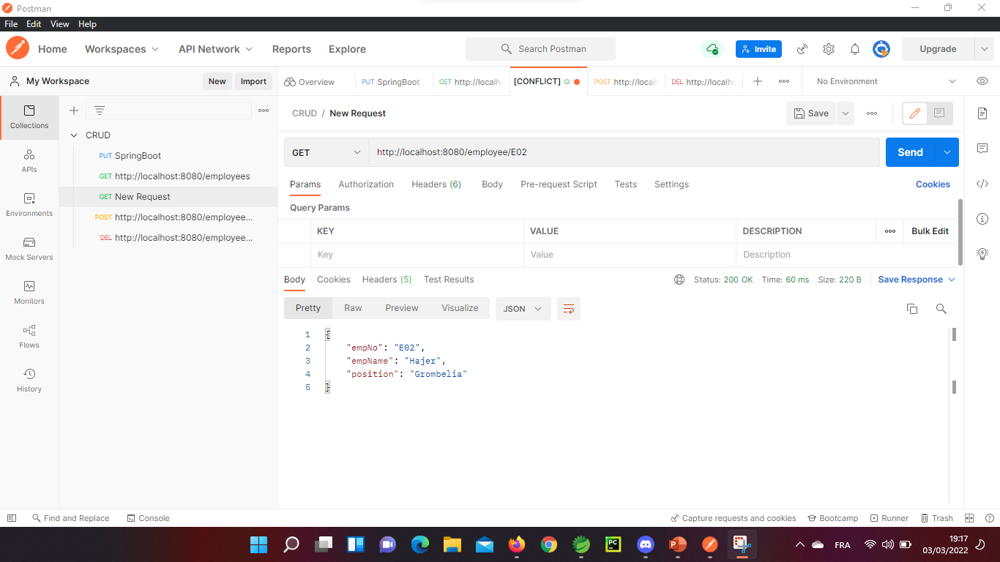 Postman
File Edit View Help
Home Workspaces API Network Reports Explore Search Postman Invite Upgrade
My Workspace New Import Overview PUT SpringBoot GET http://localh [CONFLICT] GE POST http://local DEL http://localh No Environment
Collections
APIs
Environments
Mock Servers
Monitors
Flows
History
CRUD
PUT SpringBoot
GET http://localhost:8080/employees
GET New Request
POST http://localhost:8080/employee...
DEL http://localhost:8080/employee...
CRUD / New Request Save
GET http://localhost:8080/employee/E02 Send
Params Authorization Headers (6) Body Pre-request Script Tests Settings Cookies
Query Params
KEY VALUE DESCRIPTION Bulk Edit
Key Value Description
Body Cookies Headers (5) Test Results Status: 200 OK Time: 60 ms Size: 220 B Save Response
Pretty Raw Preview Visualize JSON
1 {
2 "empNo": "E02",
3 "empName": "Hajer",
4 "position": "Grombelia"
5 }
Find and Replace Console Capture requests and cookies Bootcamp Runner Trash
PC FRA 19:17
03/03/2022